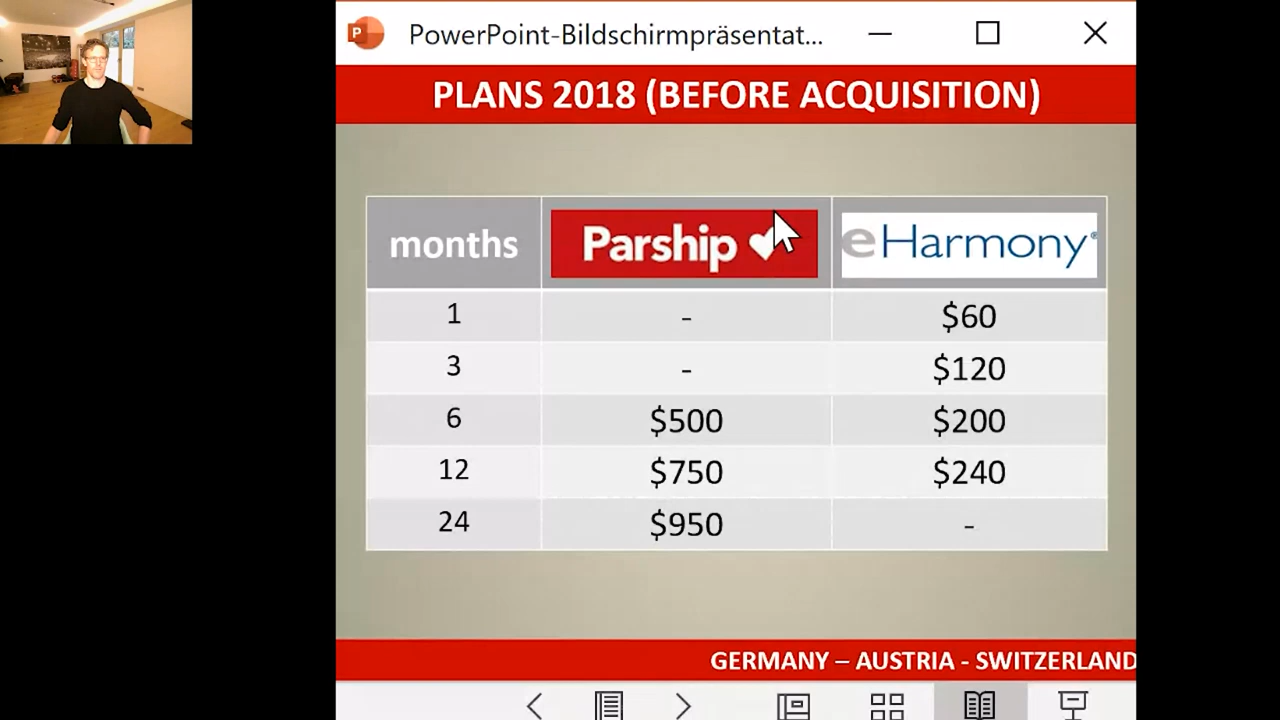 PowerPoint-Bildschirmpräsentat...
PLANS 2018 (BEFORE ACQUISITION)
months Parship eHarmony®
1 - $60
3 - $120
6 $500 $200
12 $750 $240
24 $950 -
GERMANY – AUSTRIA - SWITZERLAND